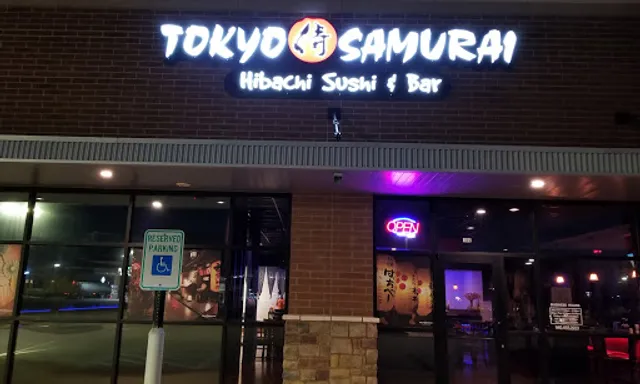 TOKYO 侍 SAMURAI
Hibachi Sushi & Bar
OPEN
RESERVED
PARKING